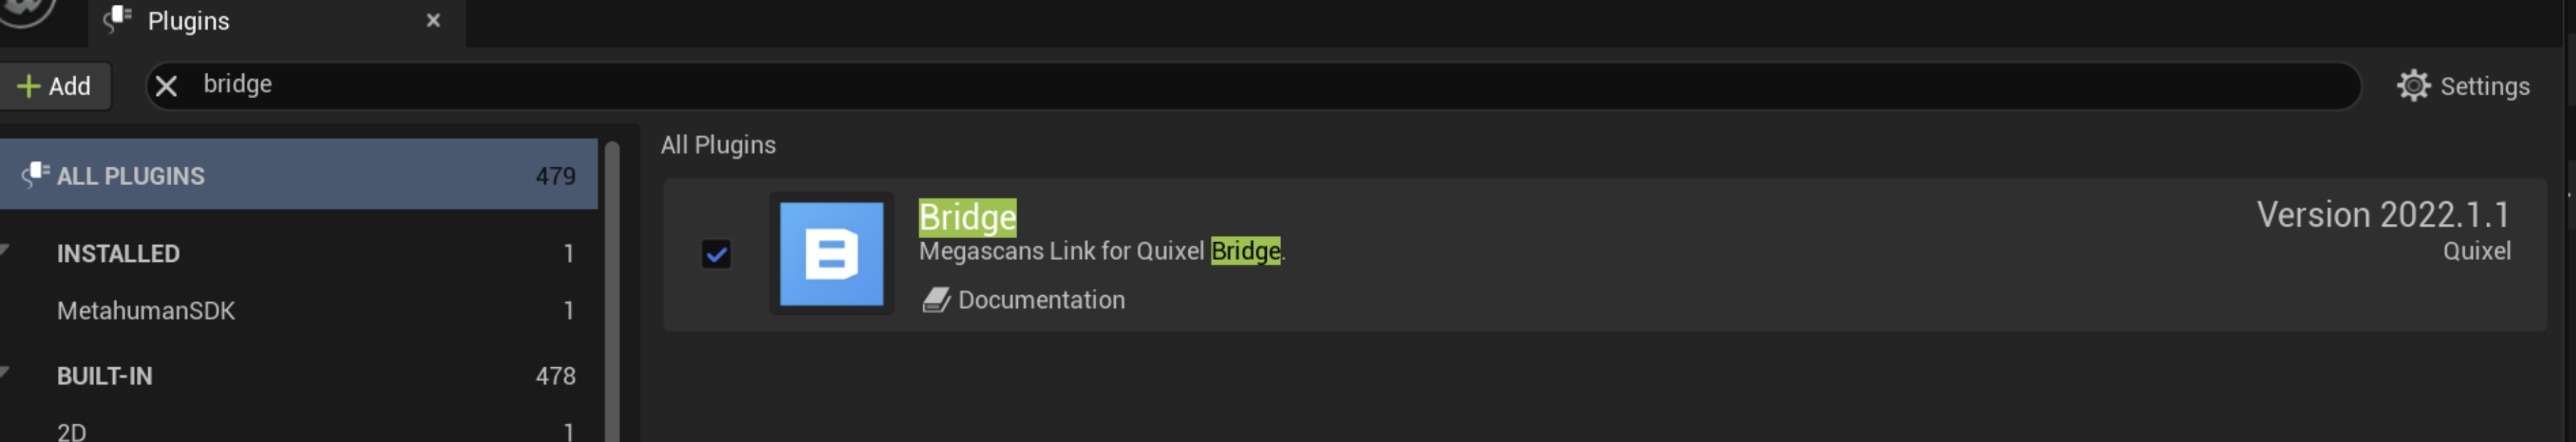 Plugins
Add
bridge
Settings
ALL PLUGINS 479
INSTALLED 1
MetahumanSDK 1
BUILT-IN 478
2D 1
All Plugins
Bridge
Megascans Link for Quixel Bridge.
Documentation
Version 2022.1.1
Quixel